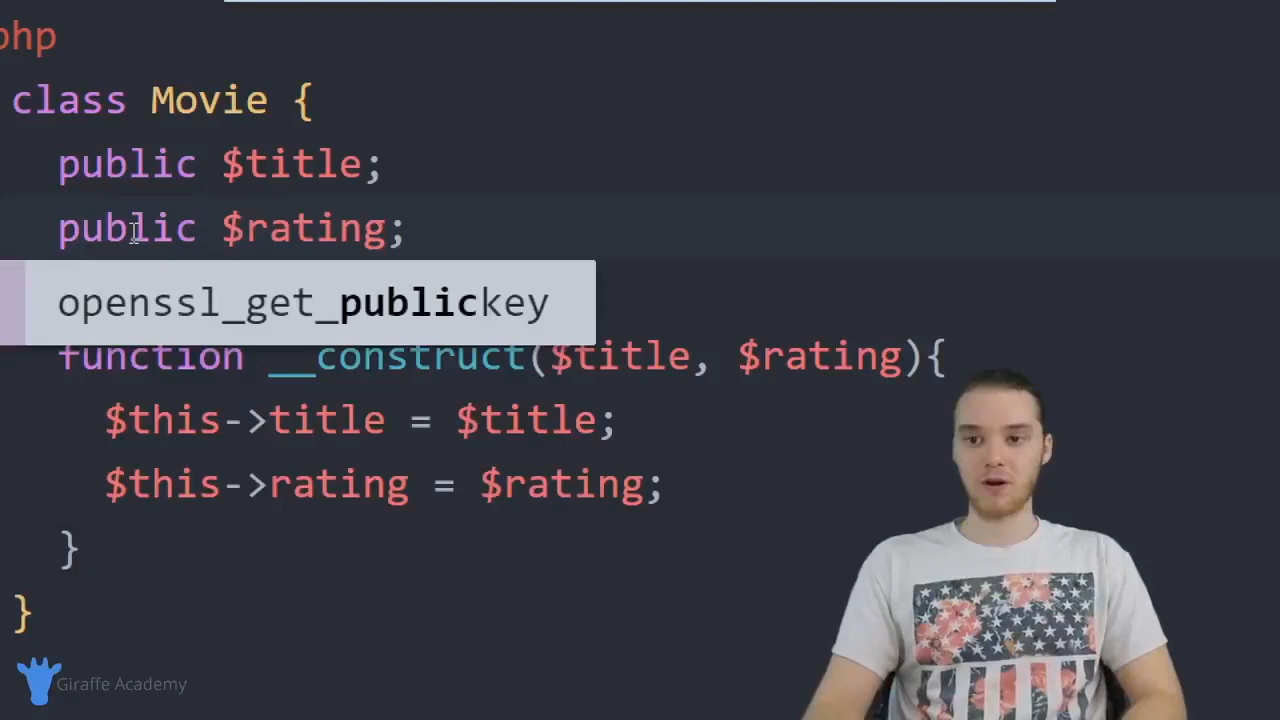 php
class Movie {
public $title;
public $rating;
openssl_get_publickey
function __construct($title, $rating){
$this->title = $title;
$this->rating = $rating;
}
}
Giraffe Academy